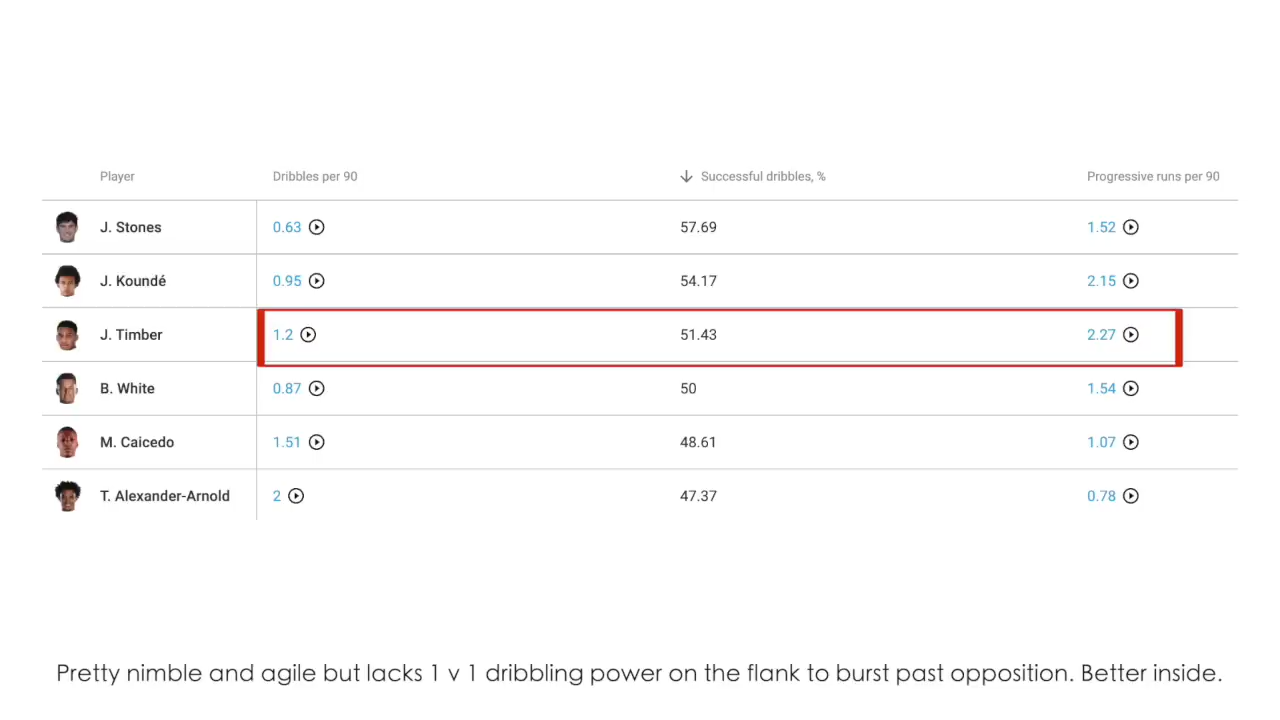 Player Dribbles per 90 Successful dribbles, % Progressive runs per 90
J. Stones 0.63 57.69 1.52
J. Koundé 0.95 54.17 2.15
J. Timber 1.2 51.43 2.27
B. White 0.87 50 1.54
M. Caicedo 1.51 48.61 1.07
T. Alexander-Arnold 2 47.37 0.78
Pretty nimble and agile but lacks 1 v 1 dribbling power on the flank to burst past opposition. Better inside.